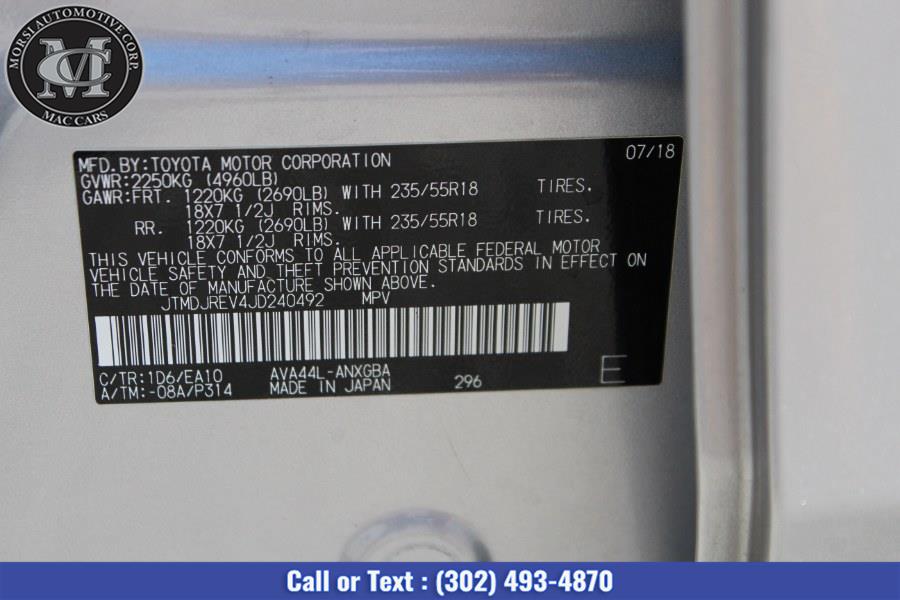 MORSI AUTOMOTIVE CORP.
MC
MAC CARS
MFD.BY:TOYOTA MOTOR CORPORATION 07/18
GVWR:2250KG (4960LB)
GAWR:FRT. 1220KG (2690LB) WITH 235/55R18 TIRES.
18X7 1/2J RIMS.
RR. 1220KG (2690LB) WITH 235/55R18 TIRES.
18X7 1/2J RIMS.
THIS VEHICLE CONFORMS TO ALL APPLICABLE FEDERAL MOTOR
VEHICLE SAFETY AND THEFT PREVENTION STANDARDS IN EFFECT ON
THE DATE OF MANUFACTURE SHOWN ABOVE.
JTMDJREV4JD240492 MPV
C/TR:1D6/EA10 AVA44L-ANXGBA
A/TM:-08A/P314 MADE IN JAPAN 296 E
Call or Text : (302) 493-4870